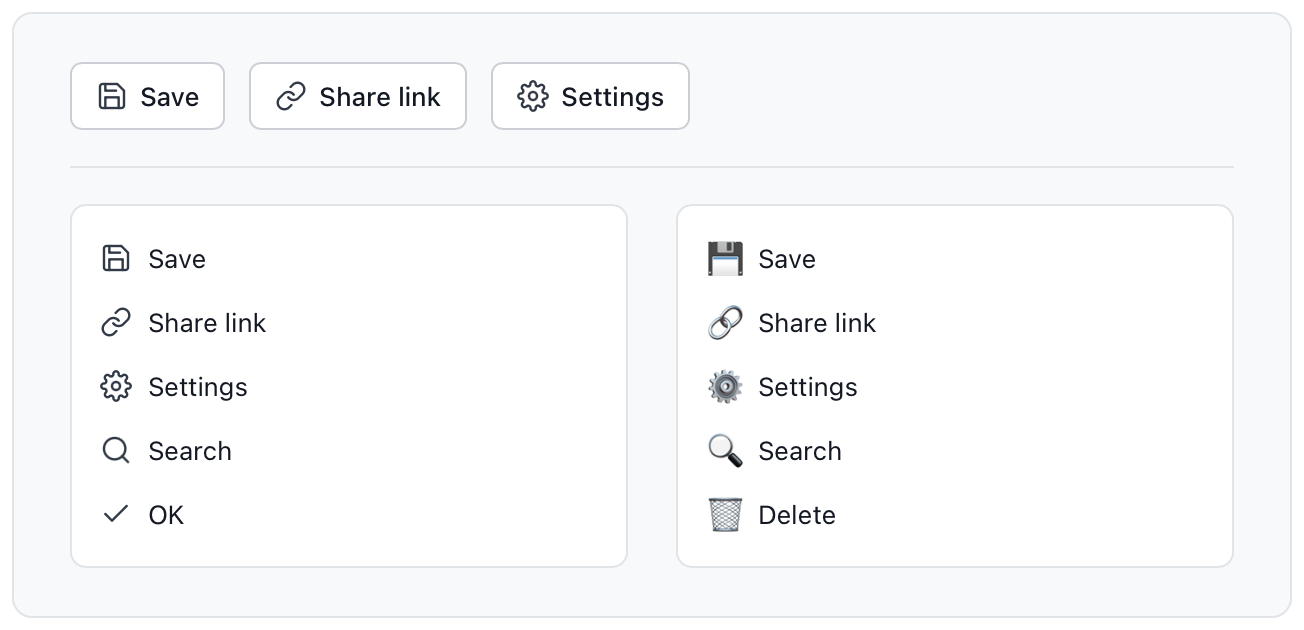 Save
Share link
Settings
Save
Share link
Settings
Search
OK
💾 Save
🔗 Share link
⚙️ Settings
🔍 Search
🗑️ Delete